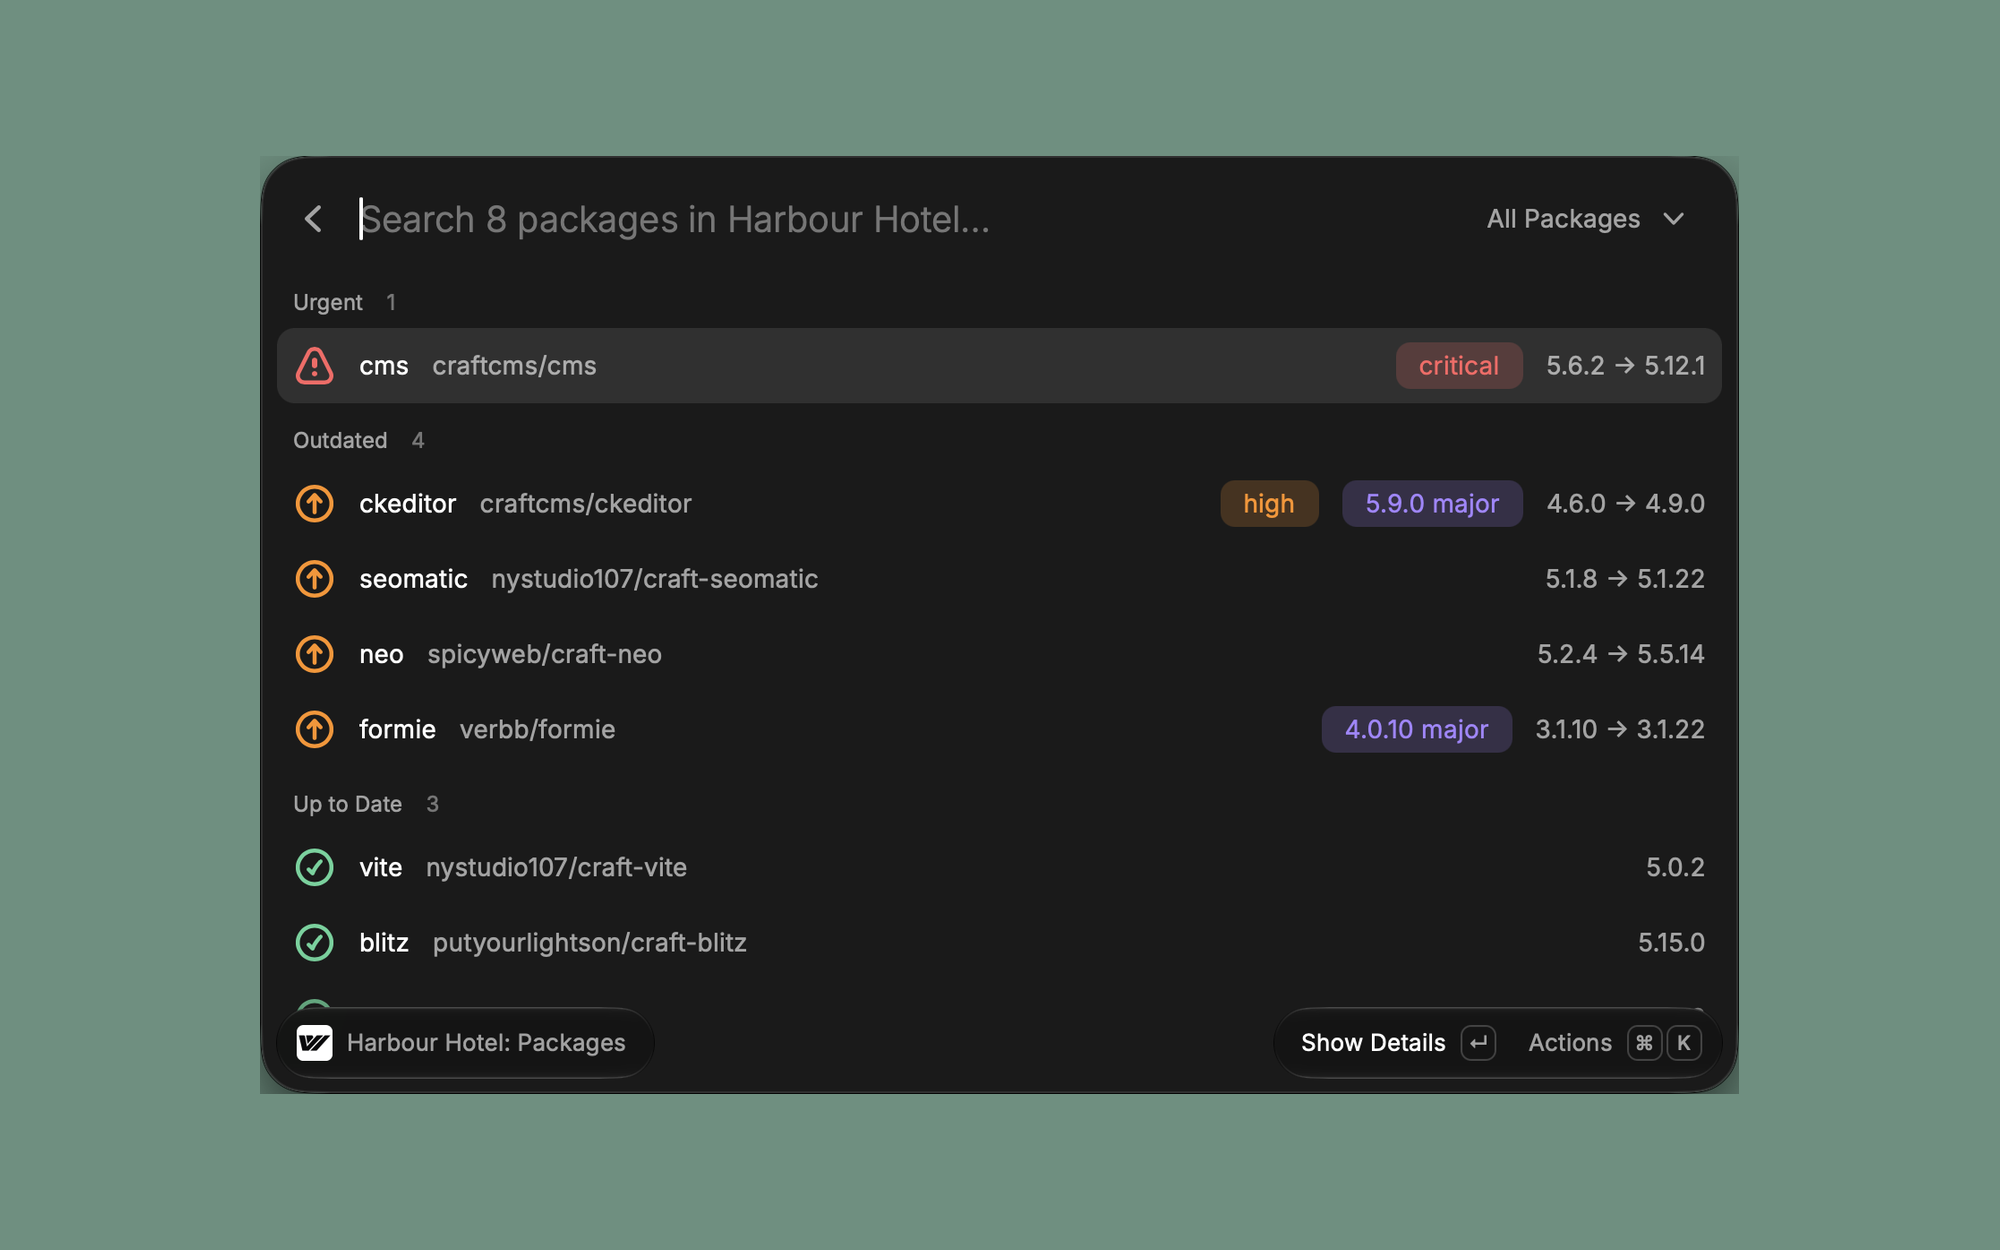 Search 8 packages in Harbour Hotel...
All Packages
Urgent 1
cms craftcms/cms critical 5.6.2 → 5.12.1
Outdated 4
ckeditor craftcms/ckeditor high 5.9.0 major 4.6.0 → 4.9.0
seomatic nystudio107/craft-seomatic 5.1.8 → 5.1.22
neo spicyweb/craft-neo 5.2.4 → 5.5.14
formie verbb/formie 4.0.10 major 3.1.10 → 3.1.22
Up to Date 3
vite nystudio107/craft-vite 5.0.2
blitz putyourlightson/craft-blitz 5.15.0
Harbour Hotel: Packages Show Details ↵ Actions ⌘ K